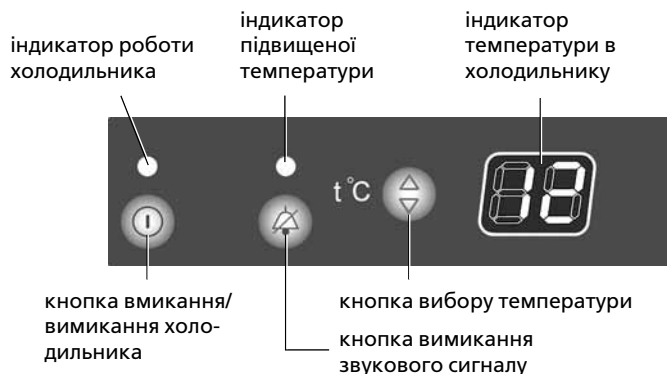 індикатор роботи
холодильника
індикатор
підвищеної
температури
індикатор
температури в
холодильнику
t°C
12
кнопка вмикання/
вимикання холо-
дильника
кнопка вибору температури
кнопка вимикання
звукового сигналу